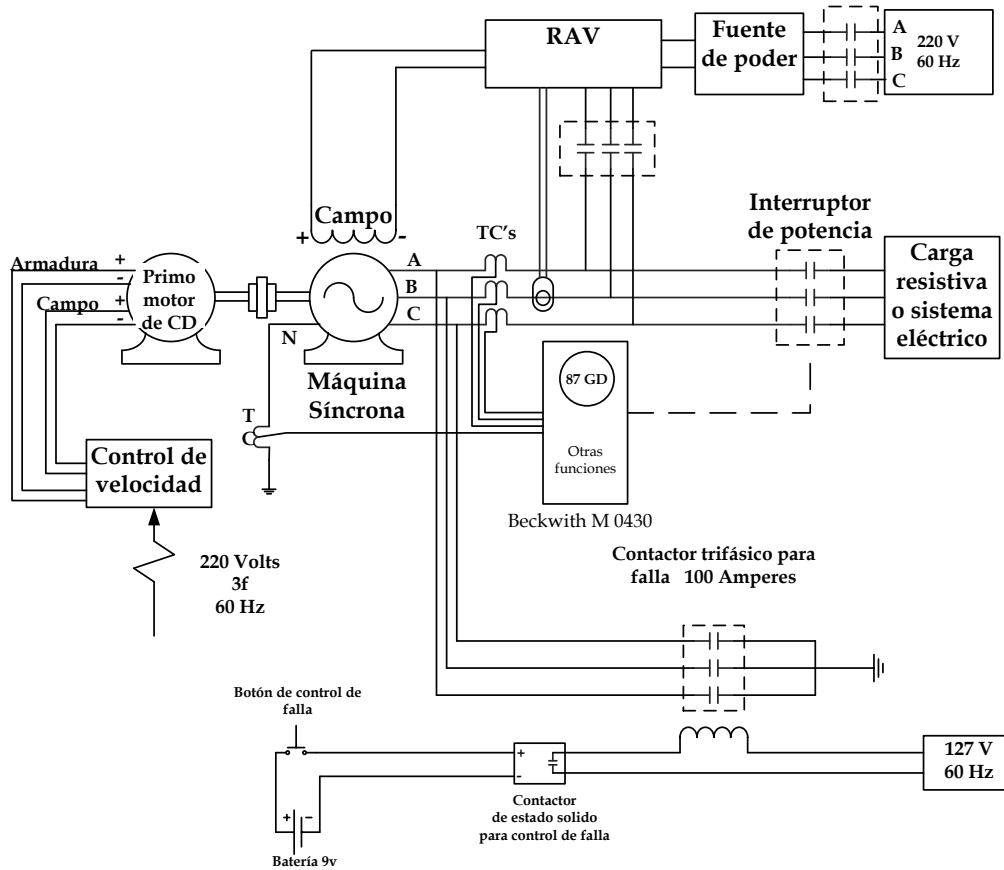 RAV
Fuente
de poder
A
B
C
220 V
60 Hz
Campo
+
-
TC's
Interruptor
de potencia
Armadura
+
-
Campo
+
-
Primo
motor
de CD
A
B
C
N
Carga
resistiva
o sistema
eléctrico
Máquina
Síncrona
87 GD
Otras
funciones
T
C
Control de
velocidad
Beckwith M 0430
220 Volts
3f
60 Hz
Contactor trifásico para
falla 100 Amperes
Botón de control de
falla
+
-
127 V
60 Hz
Contactor
de estado solido
para control de falla
+
-
Batería 9v